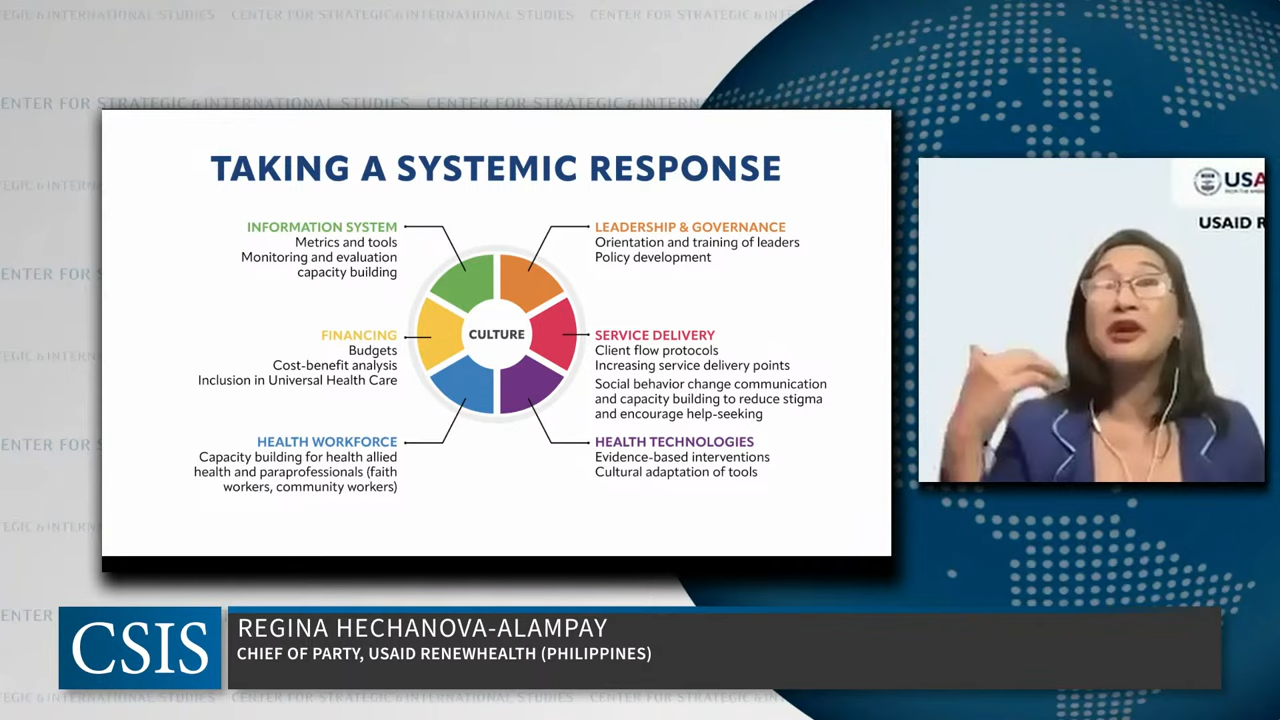 CENTER FOR STRATEGIC & INTERNATIONAL STUDIES CENTER FOR STRATEGIC & INTERN
TAKING A SYSTEMIC RESPONSE
INFORMATION SYSTEM
Metrics and tools
Monitoring and evaluation
capacity building
LEADERSHIP & GOVERNANCE
Orientation and training of leaders
Policy development
FINANCING
Budgets
Cost-benefit analysis
Inclusion in Universal Health Care
CULTURE
SERVICE DELIVERY
Client flow protocols
Increasing service delivery points
Social behavior change communication
and capacity building to reduce stigma
and encourage help-seeking
HEALTH WORKFORCE
Capacity building for health allied
health and paraprofessionals (faith
workers, community workers)
HEALTH TECHNOLOGIES
Evidence-based interventions
Cultural adaptation of tools
USA
USAID R
CSIS
REGINA HECHANOVA-ALAMPAY
CHIEF OF PARTY, USAID RENEWHEALTH (PHILIPPINES)